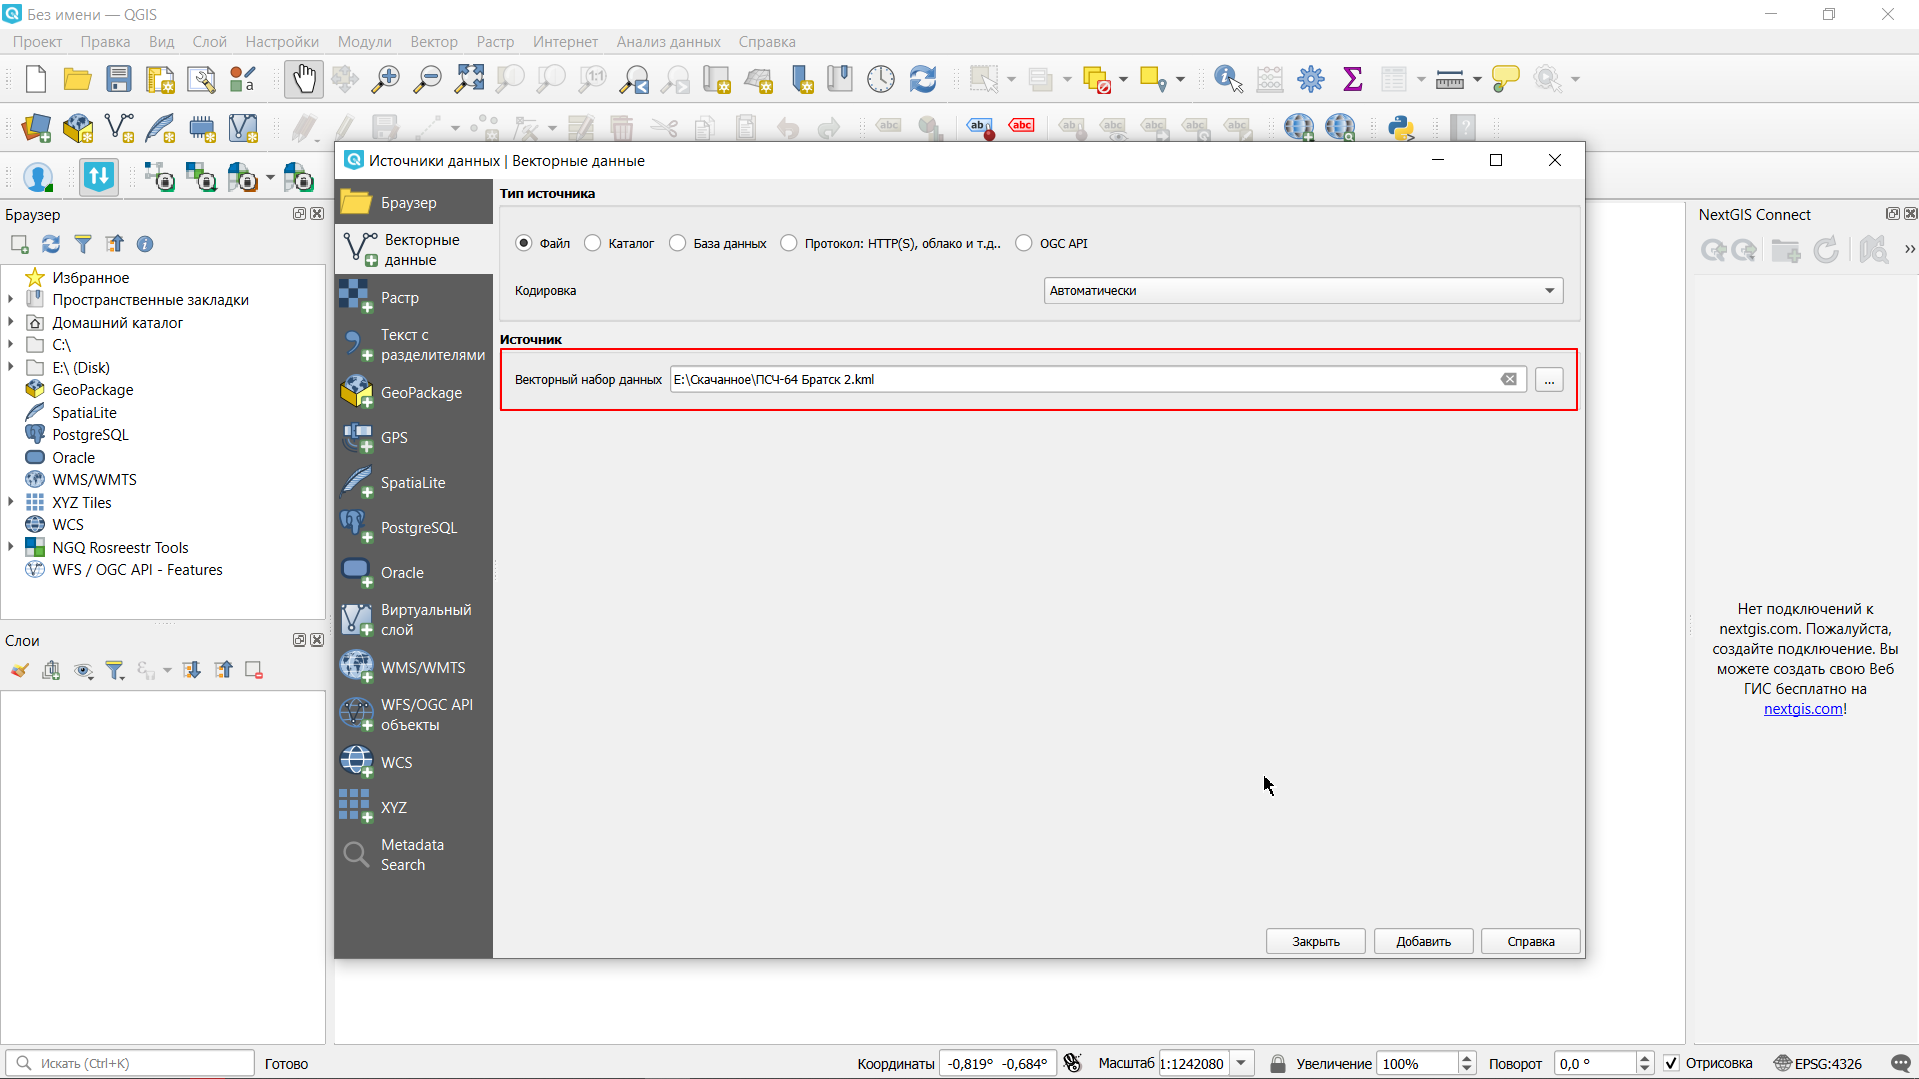 Без имени — QGIS
Проект Правка Вид Слой Настройки Модули Вектор Растр Интернет Анализ данных Справка
Источники данных | Векторные данные
Браузер
Векторные
данные
Растр
Текст с
разделителями
GeoPackage
GPS
SpatiaLite
PostgreSQL
Oracle
Виртуальный
слой
WMS/WMTS
WFS/OGC API
объекты
WCS
XYZ
Metadata
Search
Тип источника
Файл Каталог База данных Протокол: HTTP(S), облако и т.д.. OGC API
Кодировка Автоматически
Источник
Векторный набор данных E:\Скачанное\ПСЧ-64 Братск 2.kml ...
Закрыть Добавить Справка
Браузер
Избранное
Пространственные закладки
Домашний каталог
C:\
E:\ (Disk)
GeoPackage
SpatiaLite
PostgreSQL
Oracle
WMS/WMTS
XYZ Tiles
WCS
NGQ Rosreestr Tools
WFS / OGC API - Features
Слои
NextGIS Connect
Нет подключений к
nextgis.com. Пожалуйста,
создайте подключение. Вы
можете создать свою Веб
ГИС бесплатно на
nextgis.com!
Искать (Ctrl+K) Готово Координаты -0,819° -0,684° Масштаб 1:1242080 Увеличение 100% Поворот 0,0 ° Отрисовка EPSG:4326